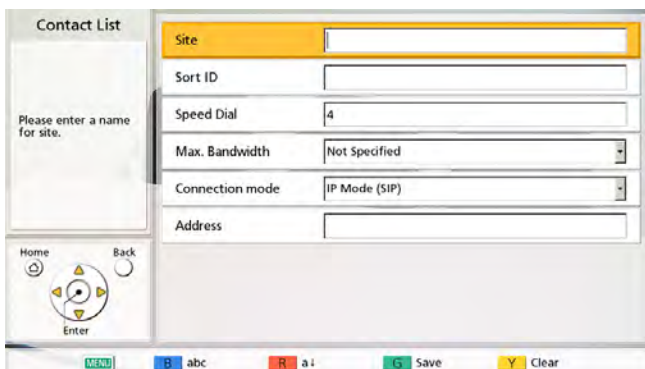 Contact List
Please enter a name
for site.
Site
Sort ID
Speed Dial 4
Max. Bandwidth Not Specified
Connection mode IP Mode (SIP)
Address
Home Back
Enter
MENU B abc R a↓ G Save Y Clear